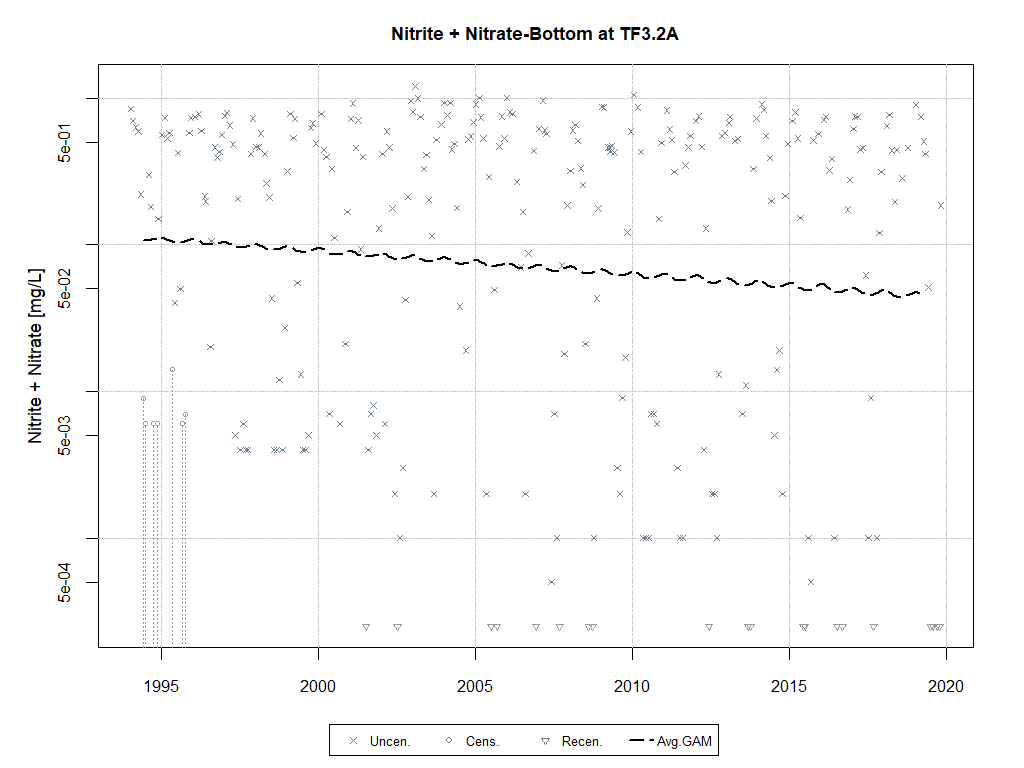 Nitrite + Nitrate-Bottom at TF3.2A
Nitrite + Nitrate [mg/L]
5e-01
5e-02
5e-03
5e-04
1995 2000 2005 2010 2015 2020
Uncen. Cens. Recen. Avg.GAM